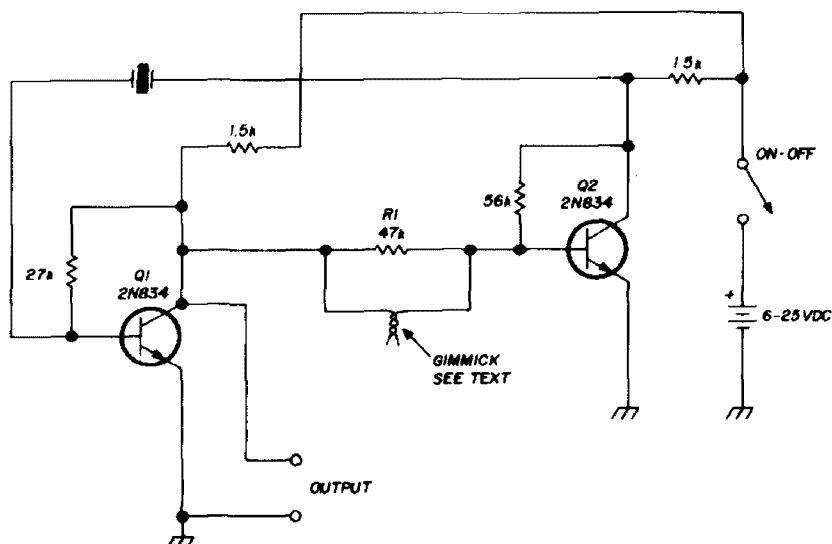 1.5k
1.5k
ON-OFF
56k
Q2
2N834
R1
47k
27k
Q1
2N834
+
6-25VDC
GIMMICK
SEE TEXT
OUTPUT